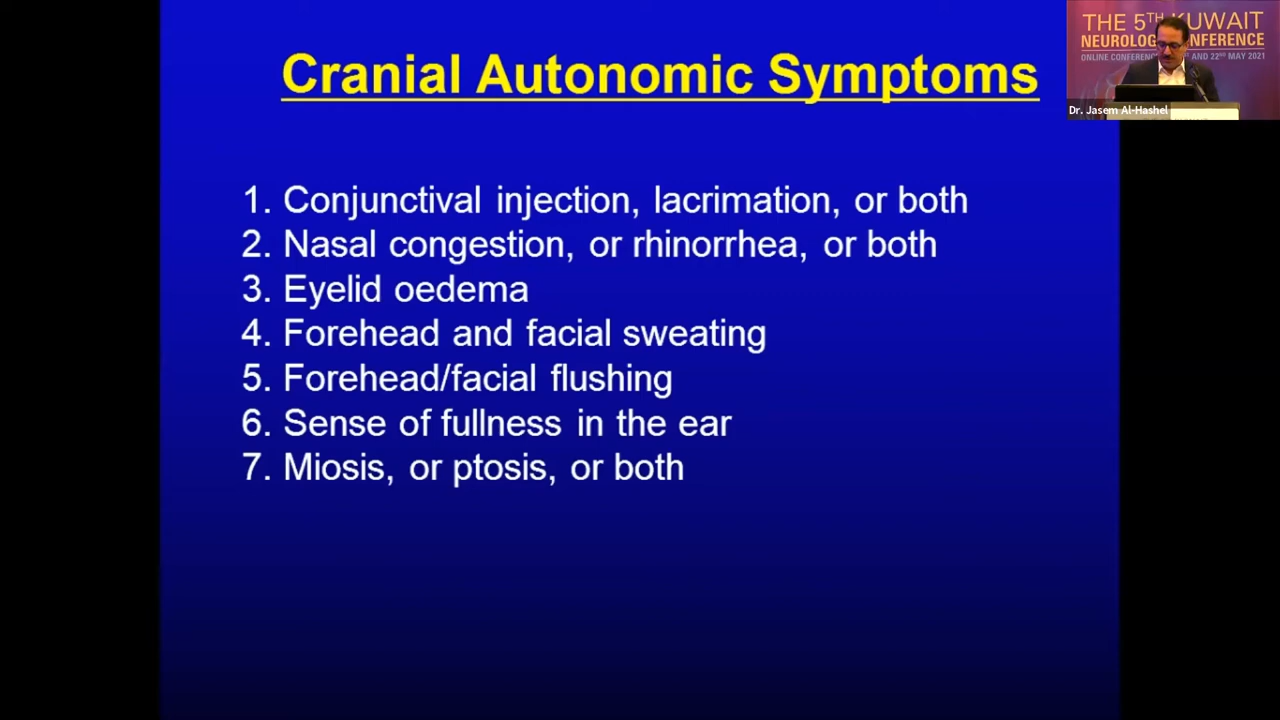 Cranial Autonomic Symptoms
1. Conjunctival injection, lacrimation, or both
2. Nasal congestion, or rhinorrhea, or both
3. Eyelid oedema
4. Forehead and facial sweating
5. Forehead/facial flushing
6. Sense of fullness in the ear
7. Miosis, or ptosis, or both
THE 5TH KUWAIT
NEUROLOG CONFERENCE
ONLINE CONFERENC AND 22ND MAY 2021
Dr. Jasem Al-Hashel